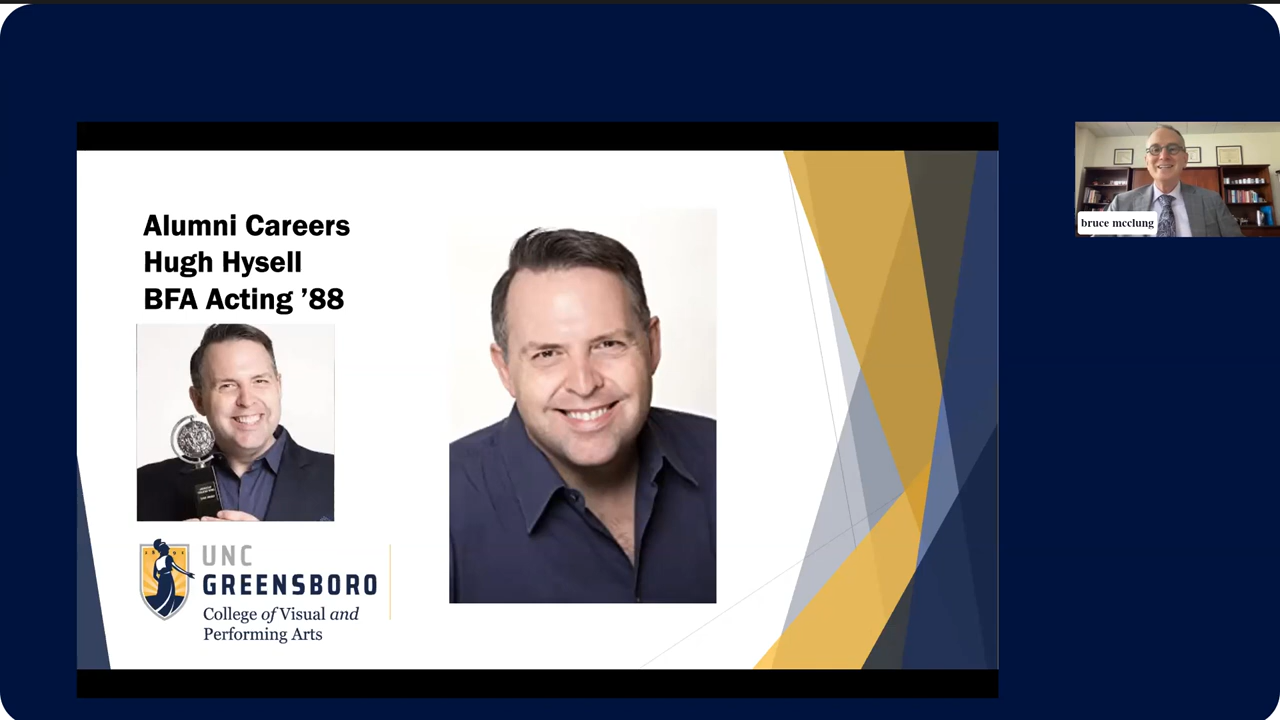 Alumni Careers
Hugh Hysell
BFA Acting ’88
UNC
GREENSBORO
College of Visual and
Performing Arts
bruce mcclung